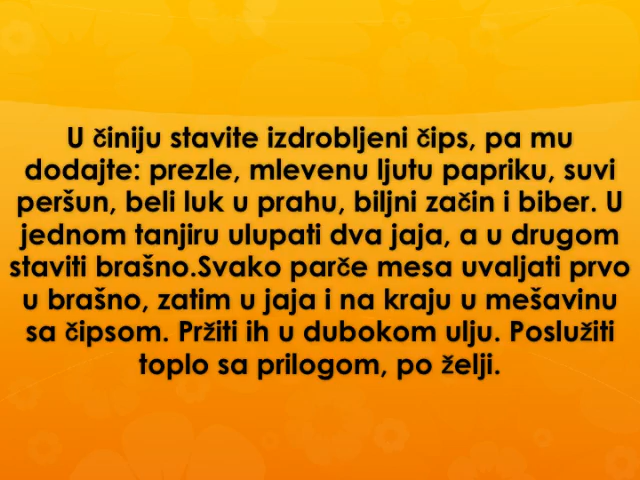 U činiju stavite izdrobljeni čips, pa mu
dodajte: prezle, mlevenu ljutu papriku, suvi
peršun, beli luk u prahu, biljni začin i biber. U
jednom tanjiru ulupati dva jaja, a u drugom
staviti brašno.Svako parče mesa uvaljati prvo
u brašno, zatim u jaja i na kraju u mešavinu
sa čipsom. Pržiti ih u dubokom ulju. Poslužiti
toplo sa prilogom, po želji.